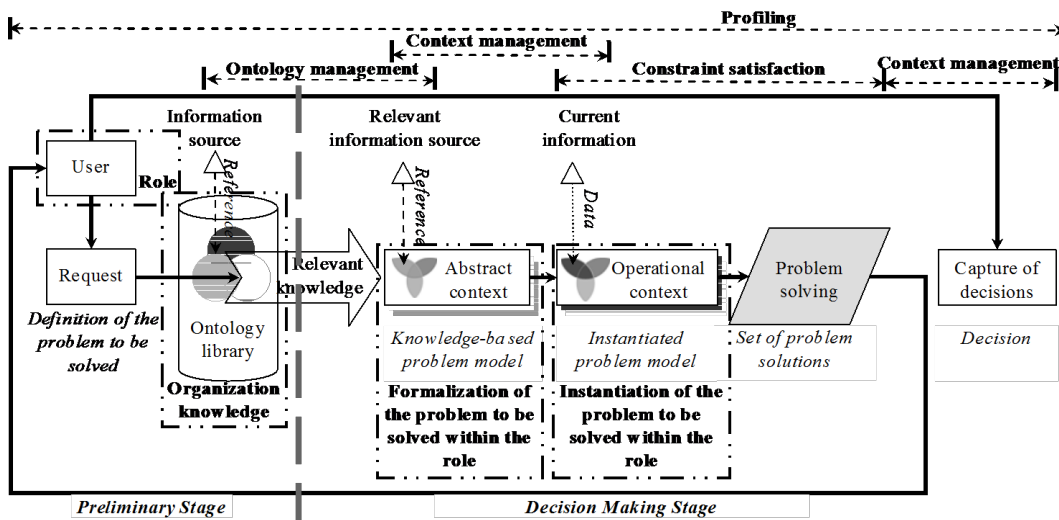 Profiling
Context management
Ontology management
Constraint satisfaction
Context management
Information
source
Relevant
information source
Current
information
User
Role
Reference
Reference
Data
Request
Relevant
knowledge
Abstract
context
Operational
context
Problem
solving
Capture of
decisions
Definition of the
problem to be
solved
Ontology
library
Knowledge-based
problem model
Instantiated
problem model
Set of problem
solutions
Decision
Organization
knowledge
Formalization of
the problem to be
solved within the
role
Instantiation of the
problem to be
solved within the
role
Preliminary Stage
Decision Making Stage